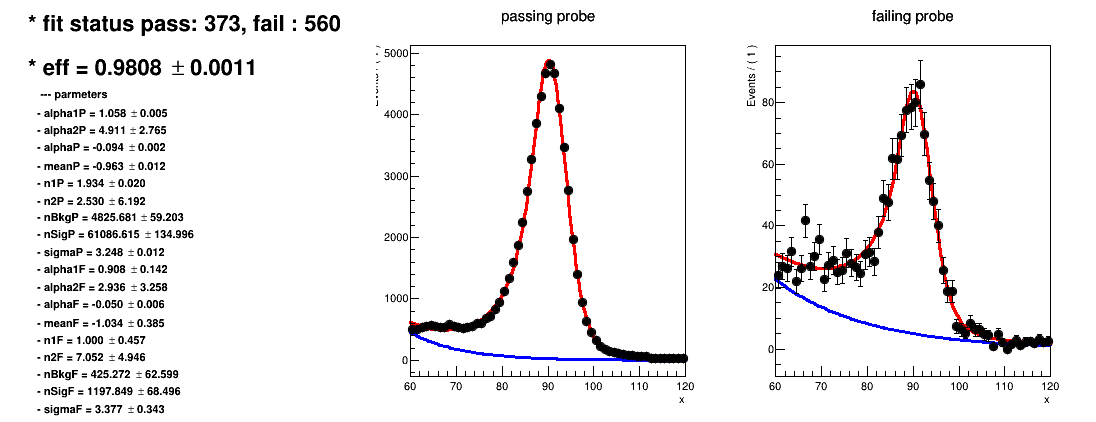 * fit status pass: 373, fail : 560
* eff = 0.9808 ± 0.0011
--- parmeters
- alpha1P = 1.058 ± 0.005
- alpha2P = 4.911 ± 2.765
- alphaP = -0.094 ± 0.002
- meanP = -0.963 ± 0.012
- n1P = 1.934 ± 0.020
- n2P = 2.530 ± 6.192
- nBkgP = 4825.681 ± 59.203
- nSigP = 61086.615 ± 134.996
- sigmaP = 3.248 ± 0.012
- alpha1F = 0.908 ± 0.142
- alpha2F = 2.936 ± 3.258
- alphaF = -0.050 ± 0.006
- meanF = -1.034 ± 0.385
- n1F = 1.000 ± 0.457
- n2F = 7.052 ± 4.946
- nBkgF = 425.272 ± 62.599
- nSigF = 1197.849 ± 68.496
- sigmaF = 3.377 ± 0.343
passing probe
5000
4000
3000
2000
1000
0
60 70 80 90 100 110 120
x
failing probe
Events / ( 1 )
80
60
40
20
0
60 70 80 90 100 110 120
x